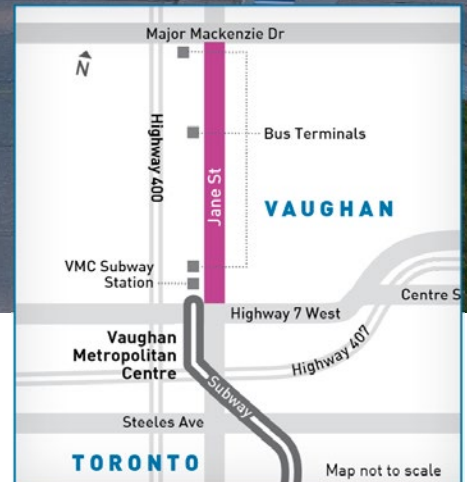 Major Mackenzie Dr
N
Highway 400
Bus Terminals
Jane St
VAUGHAN
VMC Subway
Station
Centre S
Highway 7 West
Vaughan
Metropolitan
Centre
Highway 407
Subway
Steeles Ave
TORONTO
Map not to scale